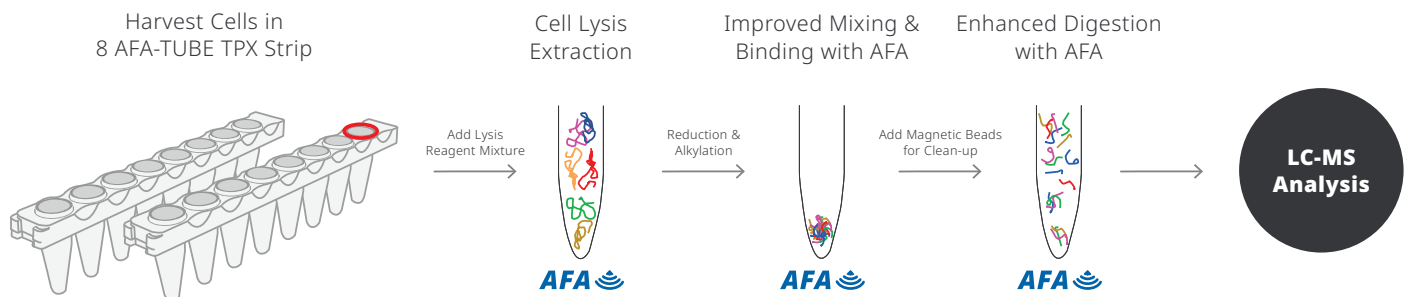 Harvest Cells in
8 AFA-TUBE TPX Strip
Add Lysis
Reagent Mixture
Cell Lysis
Extraction
AFA
Reduction &
Alkylation
Improved Mixing &
Binding with AFA
AFA
Add Magnetic Beads
for Clean-up
Enhanced Digestion
with AFA
AFA
LC-MS
Analysis